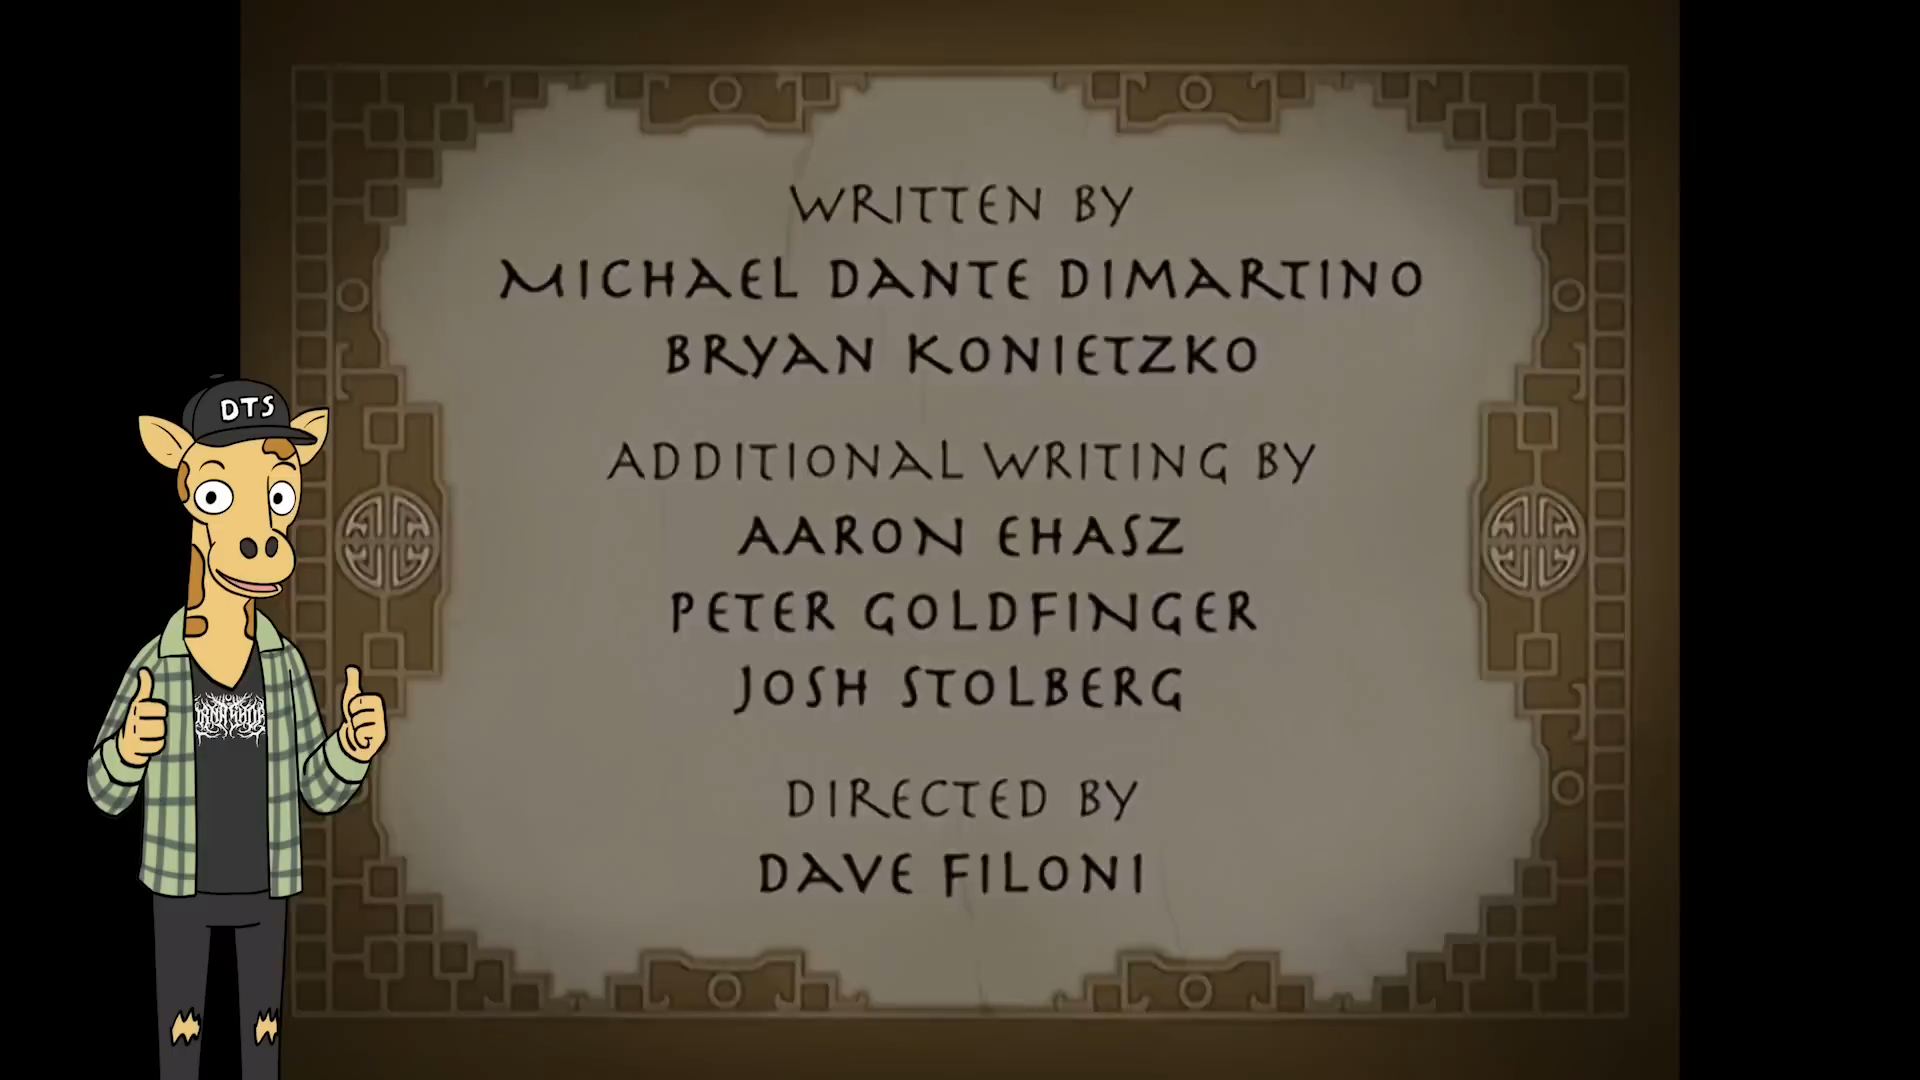 WRITTEN BY
MICHAEL DANTE DIMARTINO
BRYAN KONIETZKO
ADDITIONAL WRITING BY
AARON EHASZ
PETER GOLDFINGER
JOSH STOLBERG
DIRECTED BY
DAVE FILONI
DTS